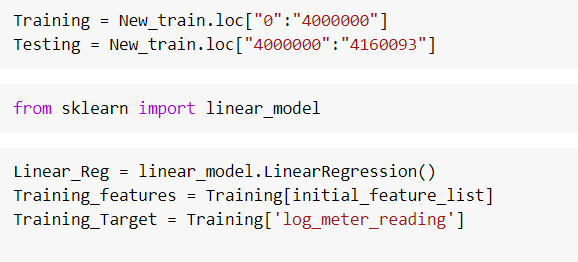 Training = New_train.loc["0":"4000000"]
Testing = New_train.loc["4000000":"4160093"]
from sklearn import linear_model
Linear_Reg = linear_model.LinearRegression()
Training_features = Training[initial_feature_list]
Training_Target = Training['log_meter_reading']